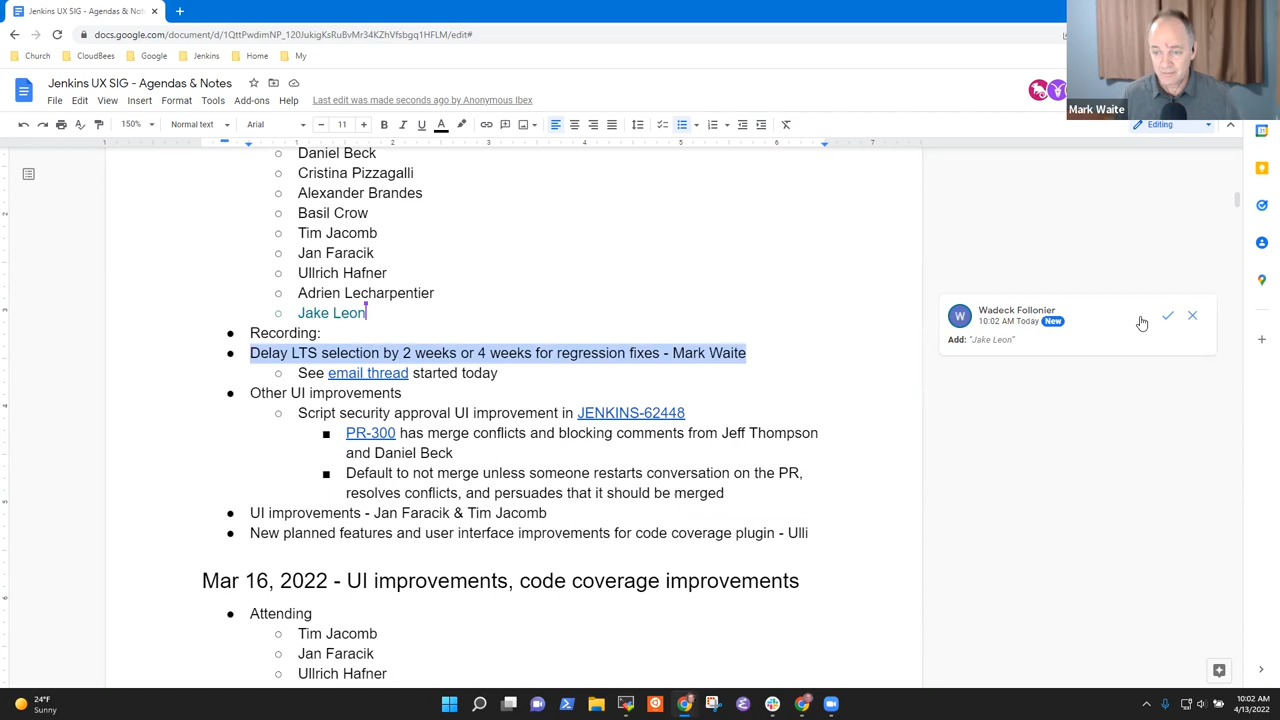 Jenkins UX SIG - Agendas & Notes
docs.google.com/document/d/1QttPwdimNP_120JukigKsRuBvMr34KZhVfsbgq1HFLM/edit#
Church CloudBees Google Jenkins Home My
Jenkins UX SIG - Agendas & Notes
File Edit View Insert Format Tools Add-ons Help Last edit was made seconds ago by Anonymous Ibex
Mark Waite
150% Normal text Arial 11 Editing
1 1 2 3 4 5 6 7
Daniel Beck
Cristina Pizzagalli
Alexander Brandes
Basil Crow
Tim Jacomb
Jan Faracik
Ullrich Hafner
Adrien Lecharpentier
Jake Leon
Recording:
Delay LTS selection by 2 weeks or 4 weeks for regression fixes - Mark Waite
See email thread started today
Other UI improvements
Script security approval UI improvement in JENKINS-62448
PR-300 has merge conflicts and blocking comments from Jeff Thompson
and Daniel Beck
Default to not merge unless someone restarts conversation on the PR,
resolves conflicts, and persuades that it should be merged
UI improvements - Jan Faracik & Tim Jacomb
New planned features and user interface improvements for code coverage plugin - Ulli
Mar 16, 2022 - UI improvements, code coverage improvements
Attending
Tim Jacomb
Jan Faracik
Ullrich Hafner
W
Wadeck Follonier
10:02 AM Today New
Add: "Jake Leon"
24°F
Sunny
10:02 AM
4/13/2022